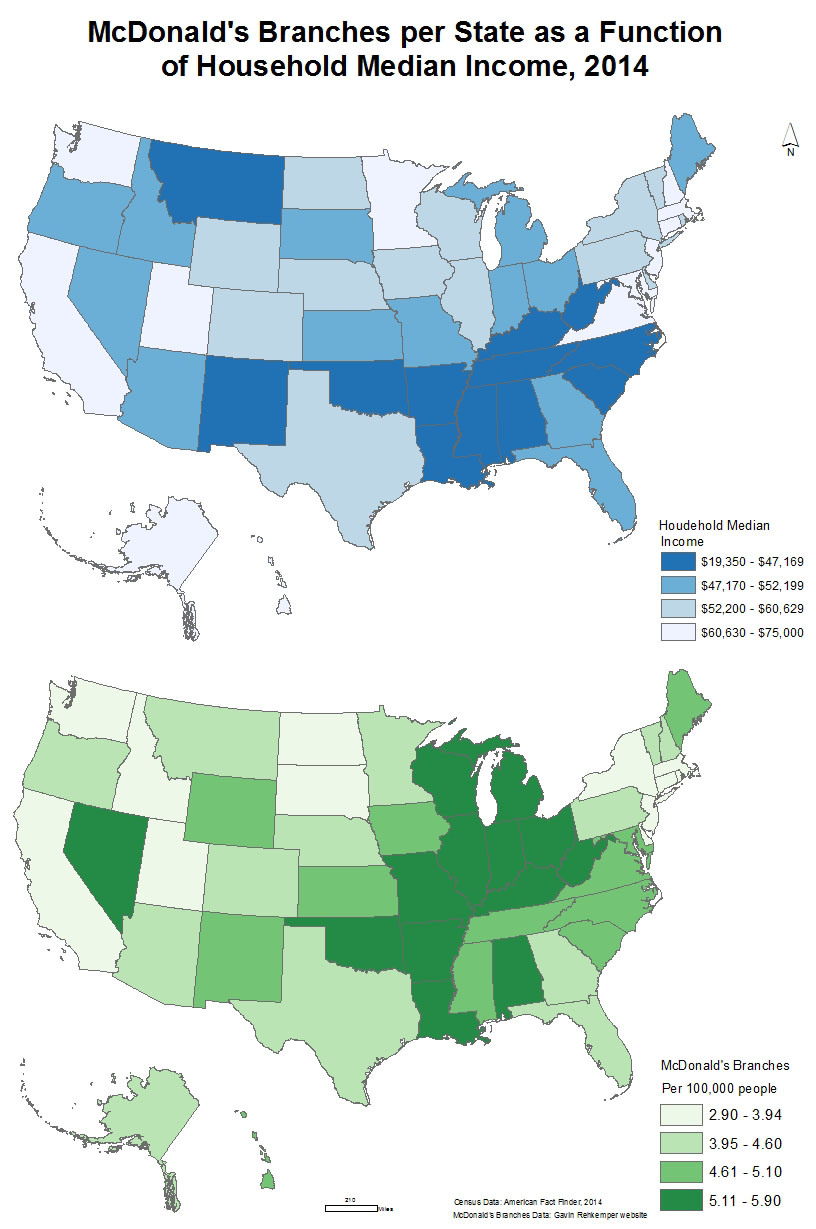 McDonald's Branches per State as a Function
of Household Median Income, 2014
N
Houdehold Median
Income
$19,350 - $47,169
$47,170 - $52,199
$52,200 - $60,629
$60,630 - $75,000
McDonald's Branches
Per 100,000 people
2.90 - 3.94
3.95 - 4.60
4.61 - 5.10
5.11 - 5.90
210
Miles
Census Data: American Fact Finder, 2014
McDonald's Branches Data: Gavin Rehkemper website